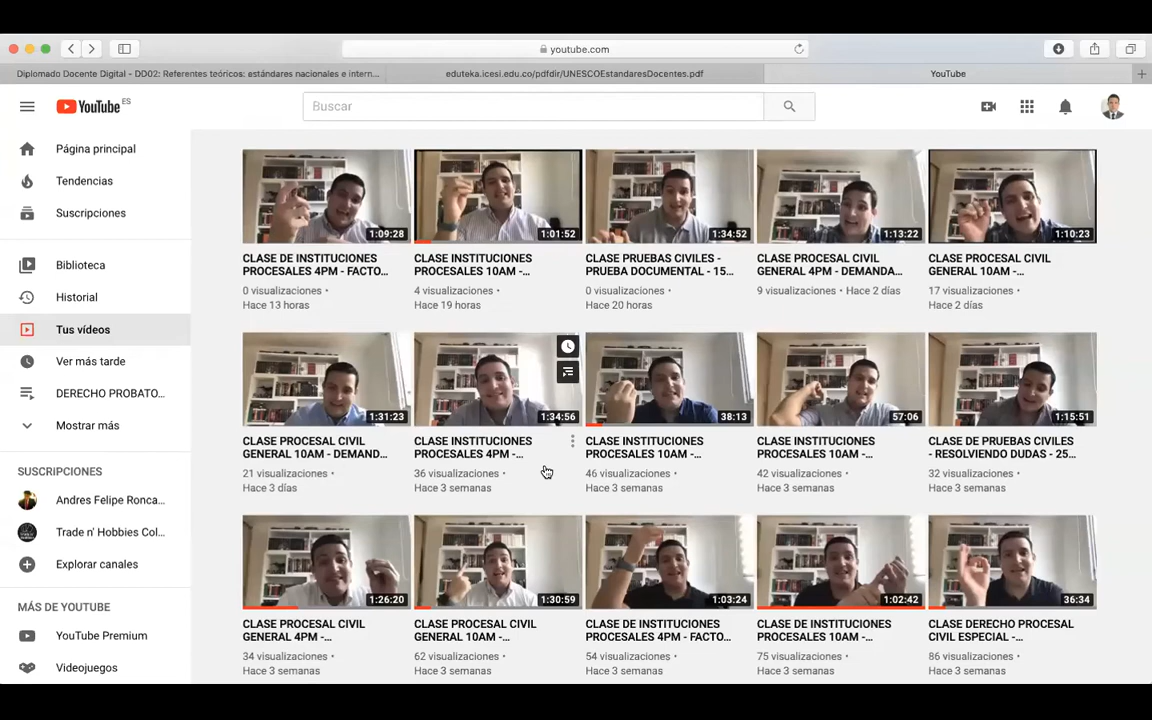 youtube.com
Diplomado Docente Digital - DD02: Referentes teóricos: estándares nacionales e intern...
eduteka.icesi.edu.co/pdfdir/UNESCOEstandaresDocentes.pdf
YouTube
YouTube ES
Buscar
Página principal
Tendencias
Suscripciones
Biblioteca
Historial
Tus vídeos
Ver más tarde
DERECHO PROBATO...
Mostrar más
SUSCRIPCIONES
Andres Felipe Ronca...
Trade n' Hobbies Col...
Explorar canales
MÁS DE YOUTUBE
YouTube Premium
Videojuegos
1:09:28
CLASE DE INSTITUCIONES
PROCESALES 4PM - FACTO...
0 visualizaciones •
Hace 13 horas
1:01:52
CLASE INSTITUCIONES
PROCESALES 10AM -...
4 visualizaciones •
Hace 19 horas
1:34:52
CLASE PRUEBAS CIVILES -
PRUEBA DOCUMENTAL - 15...
0 visualizaciones •
Hace 20 horas
1:13:22
CLASE PROCESAL CIVIL
GENERAL 4PM - DEMANDA...
9 visualizaciones • Hace 2 días
1:10:23
CLASE PROCESAL CIVIL
GENERAL 10AM -...
17 visualizaciones •
Hace 2 días
1:31:23
CLASE PROCESAL CIVIL
GENERAL 10AM - DEMAND...
21 visualizaciones •
Hace 3 días
1:34:56
CLASE INSTITUCIONES
PROCESALES 4PM -...
36 visualizaciones •
Hace 3 semanas
38:13
CLASE INSTITUCIONES
PROCESALES 10AM -...
46 visualizaciones •
Hace 3 semanas
57:06
CLASE INSTITUCIONES
PROCESALES 10AM -...
42 visualizaciones •
Hace 3 semanas
1:15:51
CLASE DE PRUEBAS CIVILES
- RESOLVIENDO DUDAS - 25...
32 visualizaciones •
Hace 3 semanas
1:26:20
CLASE PROCESAL CIVIL
GENERAL 4PM -...
34 visualizaciones •
Hace 3 semanas
1:30:59
CLASE PROCESAL CIVIL
GENERAL 10AM -...
62 visualizaciones •
Hace 3 semanas
1:03:24
CLASE DE INSTITUCIONES
PROCESALES 4PM - FACTO...
54 visualizaciones •
Hace 3 semanas
1:02:42
CLASE DE INSTITUCIONES
PROCESALES 10AM -...
75 visualizaciones •
Hace 3 semanas
36:34
CLASE DERECHO PROCESAL
CIVIL ESPECIAL -...
86 visualizaciones •
Hace 3 semanas